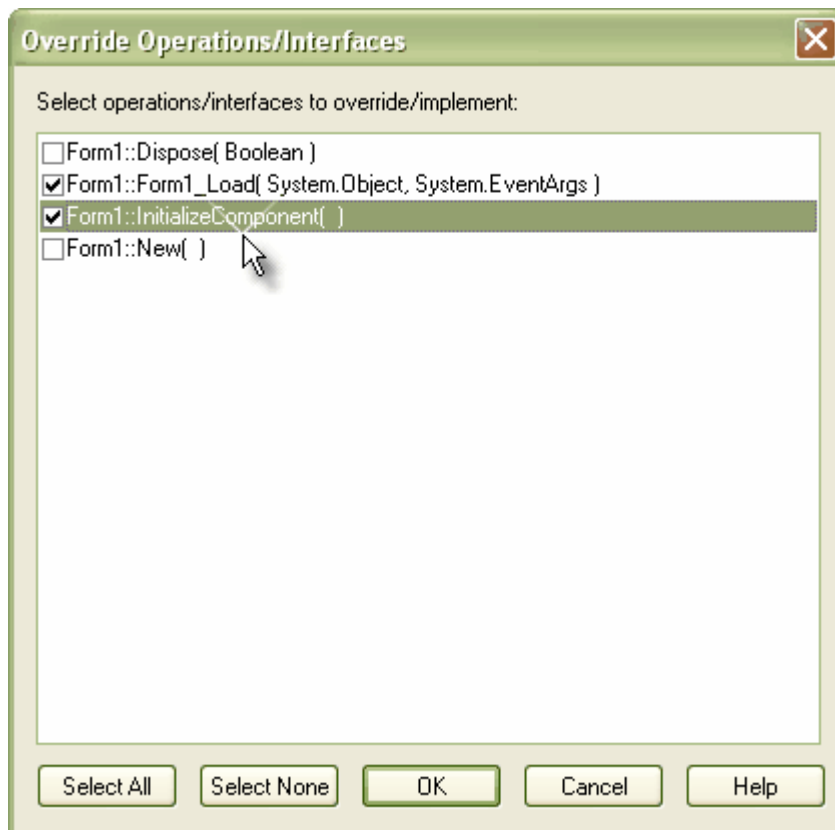 Override Operations/Interfaces
Select operations/interfaces to override/implement:
Form1::Dispose( Boolean )
Form1::Form1_Load( System.Object, System.EventArgs )
Form1::InitializeComponent(  )
Form1::New(  )
Select All Select None OK Cancel Help